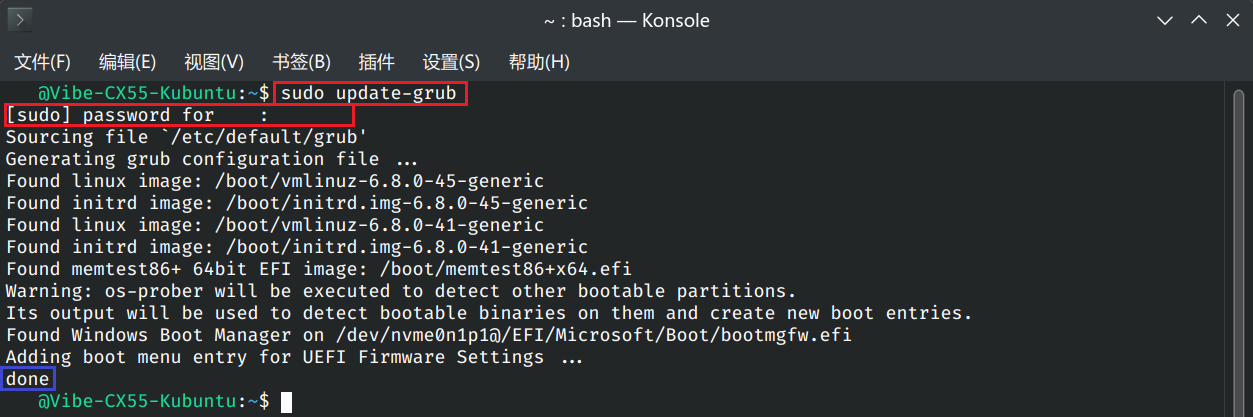 ~ : bash — Konsole
文件(F) 编辑(E) 视图(V) 书签(B) 插件 设置(S) 帮助(H)
@Vibe-CX55-Kubuntu:~$ sudo update-grub
[sudo] password for :
Sourcing file `/etc/default/grub'
Generating grub configuration file ...
Found linux image: /boot/vmlinuz-6.8.0-45-generic
Found initrd image: /boot/initrd.img-6.8.0-45-generic
Found linux image: /boot/vmlinuz-6.8.0-41-generic
Found initrd image: /boot/initrd.img-6.8.0-41-generic
Found memtest86+ 64bit EFI image: /boot/memtest86+x64.efi
Warning: os-prober will be executed to detect other bootable partitions.
Its output will be used to detect bootable binaries on them and create new boot entries.
Found Windows Boot Manager on /dev/nvme0n1p1@/EFI/Microsoft/Boot/bootmgfw.efi
Adding boot menu entry for UEFI Firmware Settings ...
done
@Vibe-CX55-Kubuntu:~$